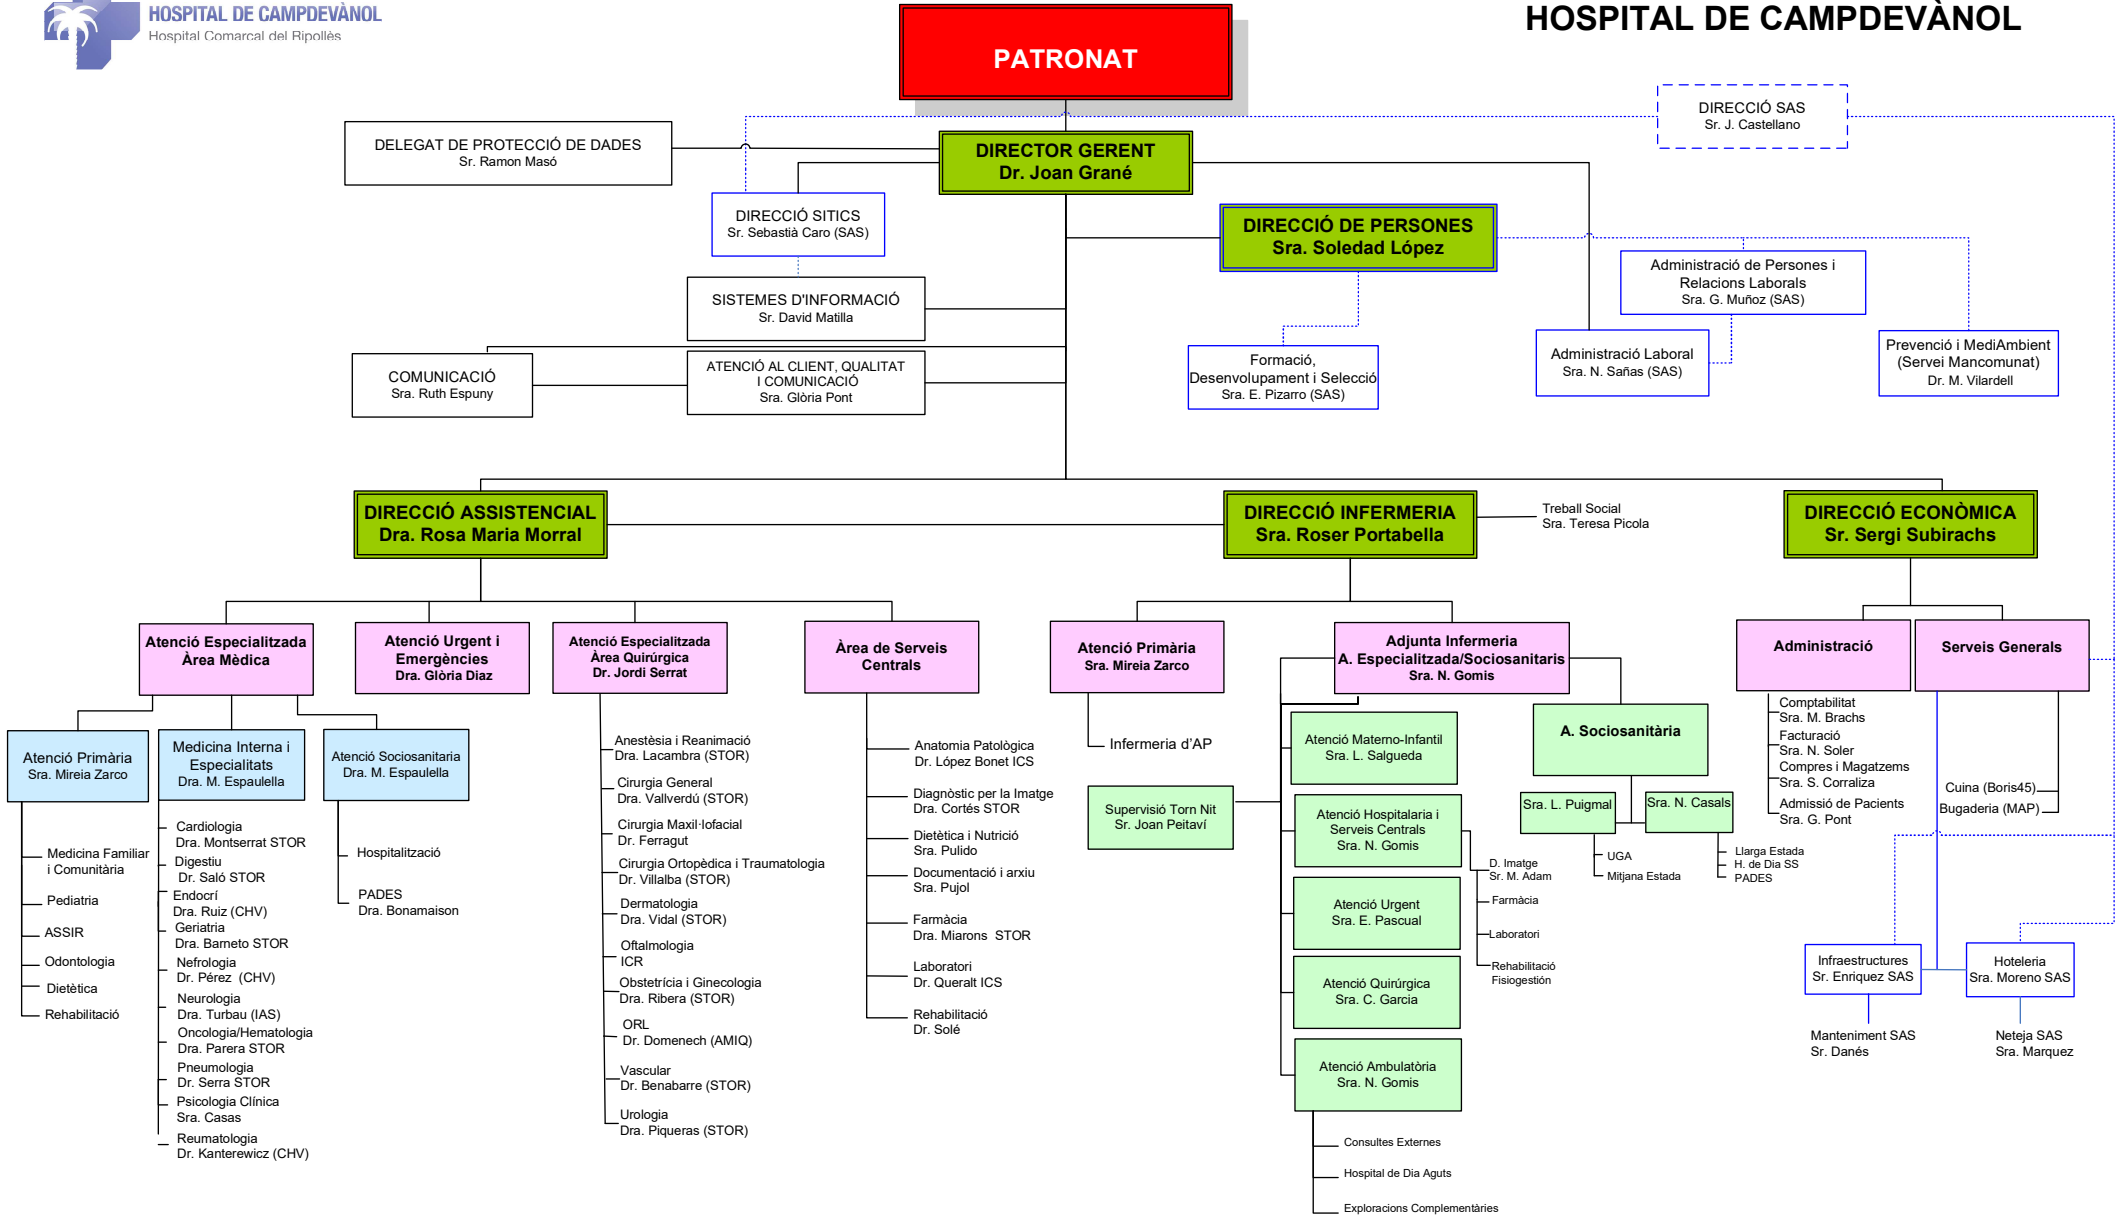 HOSPITAL DE CAMPDEVÀNOL
Hospital Comarcal del Ripollès
HOSPITAL DE CAMPDEVÀNOL
PATRONAT
DIRECCIÓ SAS
Sr. J. Castellano
DELEGAT DE PROTECCIÓ DE DADES
Sr. Ramon Masó
DIRECTOR GERENT
Dr. Joan Grané
DIRECCIÓ SITICS
Sr. Sebastià Caro (SAS)
DIRECCIÓ DE PERSONES
Sra. Soledad López
Administració de Persones i
Relacions Laborals
Sra. G. Muñoz (SAS)
SISTEMES D'INFORMACIÓ
Sr. David Matilla
COMUNICACIÓ
Sra. Ruth Espuny
ATENCIÓ AL CLIENT, QUALITAT
I COMUNICACIÓ
Sra. Glòria Pont
Formació,
Desenvolupament i Selecció
Sra. E. Pizarro (SAS)
Administració Laboral
Sra. N. Sañas (SAS)
Prevenció i MediAmbient
(Servei Mancomunat)
Dr. M. Vilardell
DIRECCIÓ ASSISTENCIAL
Dra. Rosa Maria Morral
DIRECCIÓ INFERMERIA
Sra. Roser Portabella
Treball Social
Sra. Teresa Picola
DIRECCIÓ ECONÒMICA
Sr. Sergi Subirachs
Atenció Especialitzada
Àrea Mèdica
Atenció Urgent i
Emergències
Dra. Glòria Diaz
Atenció Especialitzada
Àrea Quirúrgica
Dr. Jordi Serrat
Àrea de Serveis
Centrals
Atenció Primària
Sra. Mireia Zarco
Adjunta Infermeria
A. Especialitzada/Sociosanitaris
Sra. N. Gomis
Administració
Serveis Generals
Atenció Primària
Sra. Mireia Zarco
Medicina Interna i
Especialitats
Dra. M. Espaulella
Atenció Sociosanitaria
Dra. M. Espaulella
Medicina Familiar
i Comunitària
Pediatria
ASSIR
Odontologia
Dietètica
Rehabilitó
Cardiologia
Dra. Montserrat STOR
Digestiu
Dr. Saló STOR
Endocrí
Dra. Ruiz (CHV)
Geriatria
Dra. Barneto STOR
Nefrologia
Dr. Pérez (CHV)
Neurologia
Dra. Turbau (IAS)
Oncologia/Hematologia
Dra. Parera STOR
Pneumologia
Dr. Serra STOR
Psicologia Clínica
Sra. Casas
Reumatologia
Dr. Kanterewicz (CHV)
Hospitalització
PADES
Dra. Bonamaison
Anestèsia i Reanimació
Dra. Lacambra (STOR)
Cirurgia General
Dra. Vallverdú (STOR)
Cirurgia Maxil·lofacial
Dr. Ferragut
Cirurgia Ortopèdica i Traumatologia
Dr. Villalba (STOR)
Dermatologia
Dra. Vidal (STOR)
Oftalmologia
ICR
Obstetrícia i Ginecologia
Dra. Ribera (STOR)
ORL
Dr. Domenech (AMIQ)
Vascular
Dr. Benabarre (STOR)
Urologia
Dra. Piqueras (STOR)
Anatomia Patològica
Dr. López Bonet ICS
Diagnòstic per la Imatge
Dra. Cortés STOR
Dietètica i Nutrició
Sra. Pulido
Documentació i arxiu
Sra. Pujol
Farmàcia
Dra. Miarons STOR
Laboratori
Dr. Queralt ICS
Rehabilitació
Dr. Solé
Infermeria d'AP
Supervisió Torn Nit
Sr. Joan Peitaví
Atenció Materno-Infantil
Sra. L. Salgueda
Atenció Hospitalaria i
Serveis Centrals
Sra. N. Gomis
Atenció Urgent
Sra. E. Pascual
Atenció Quirúrgica
Sra. C. Garcia
Atenció Ambulatòria
Sra. N. Gomis
Consultes Externes
Hospital de Dia Aguts
Exploracions Complementàries
D. Imatge
Sr. M. Adam
Farmàcia
Laboratori
Rehabilitació
Fisiogestión
A. Sociosanitària
Sra. L. Puigmal
Sra. N. Casals
UGA
Mitjana Estada
Llarga Estada
H. de Dia SS
PADES
Comptabilitat
Sra. M. Brachs
Facturació
Sra. N. Soler
Compres i Magatzems
Sra. S. Corraliza
Admissió de Pacients
Sra. G. Pont
Cuina (Boris45)
Bugaderia (MAP)
Infraestructures
Sr. Enriquez SAS
Hoteleria
Sra. Moreno SAS
Manteniment SAS
Sr. Danés
Neteja SAS
Sra. Marquez